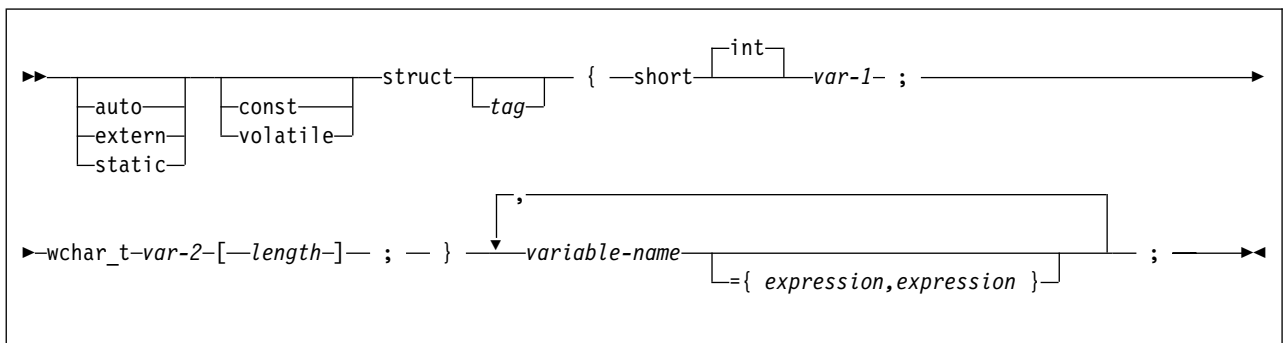 int
struct { short var-1 ;
auto const tag
extern volatile
static
,
wchar_t var-2 [ length ] ; } variable-name ;
={ expression,expression }